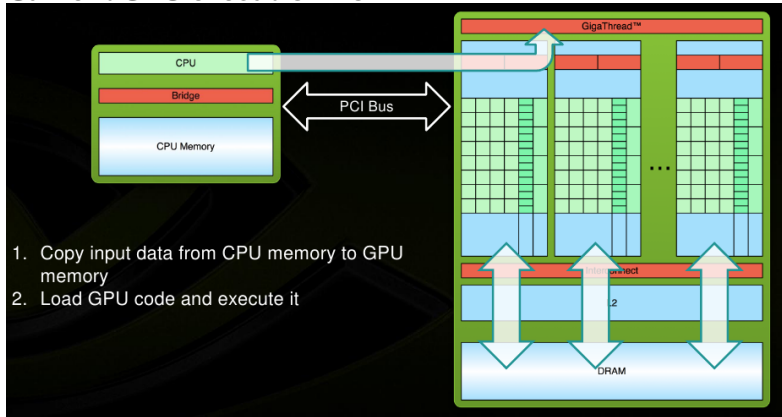 GigaThread™
CPU
Bridge
PCI Bus
CPU Memory
...
1. Copy input data from CPU memory to GPU
memory
2. Load GPU code and execute it
Interconnect
L2
DRAM